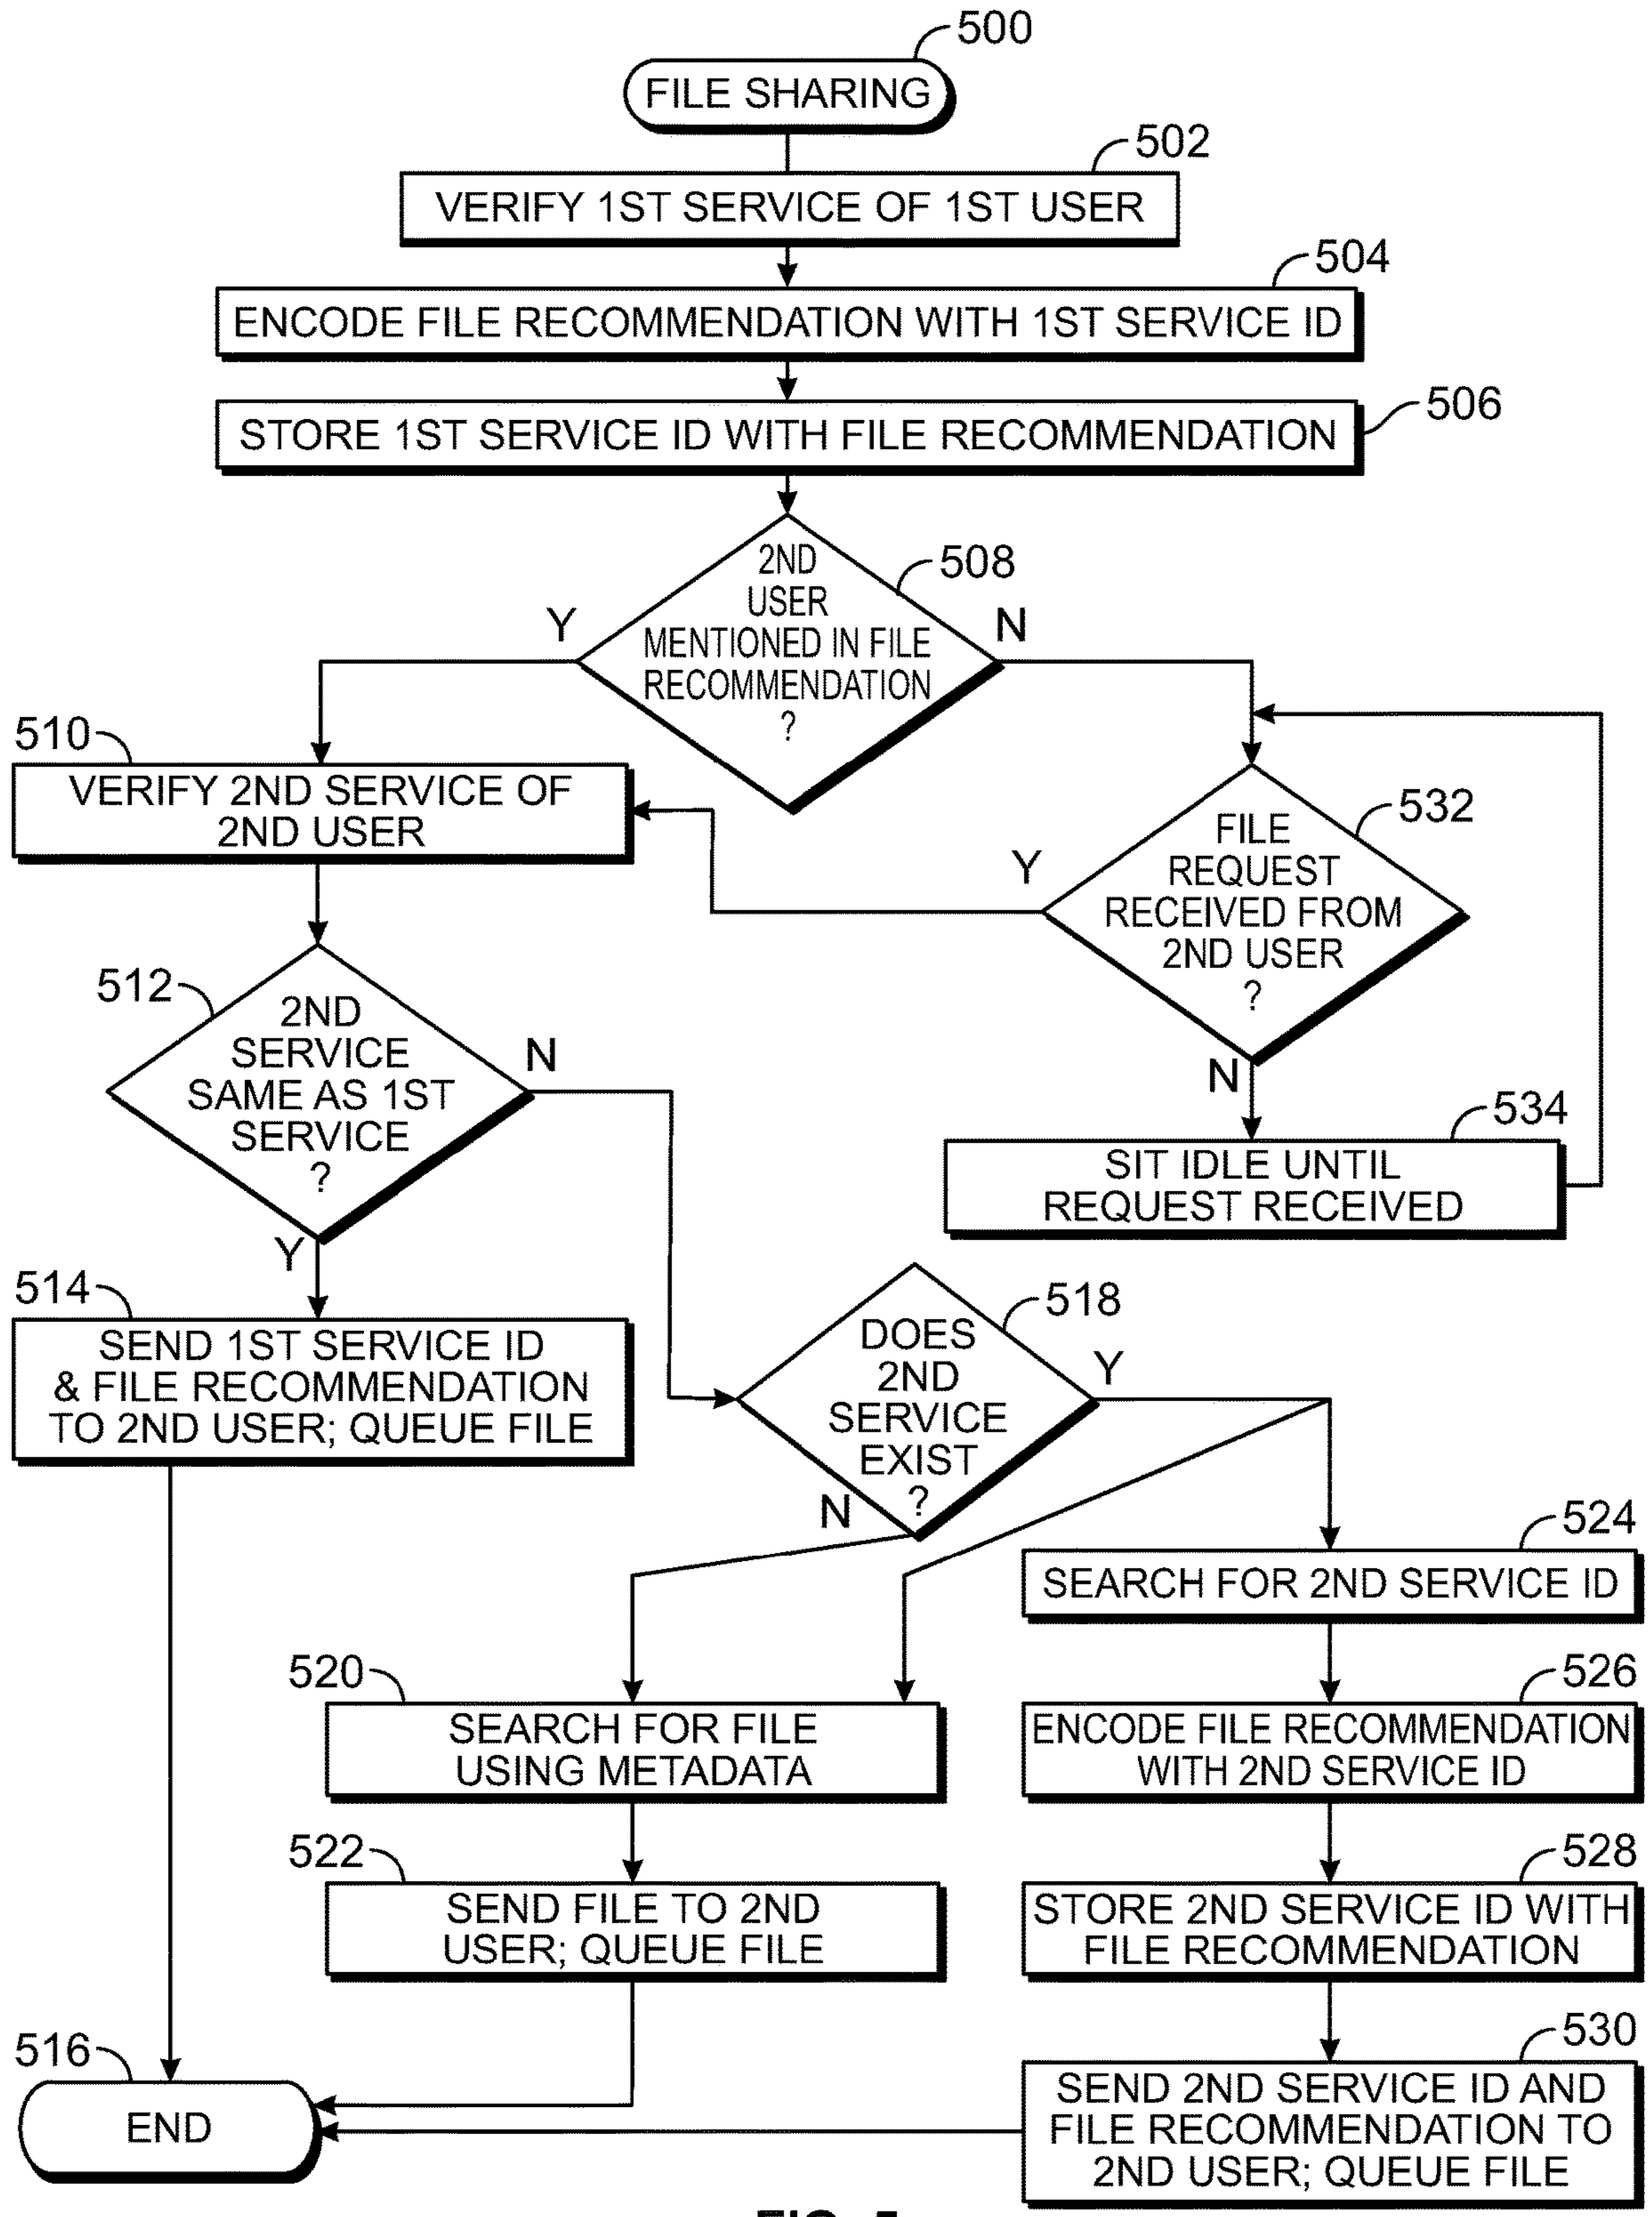 500
FILE SHARING
502
VERIFY 1ST SERVICE OF 1ST USER
504
ENCODE FILE RECOMMENDATION WITH 1ST SERVICE ID
506
STORE 1ST SERVICE ID WITH FILE RECOMMENDATION
508
2ND
USER
MENTIONED IN FILE
RECOMMENDATION
?
Y
N
510
VERIFY 2ND SERVICE OF
2ND USER
532
FILE
REQUEST
RECEIVED FROM
2ND USER
?
Y
N
512
2ND
SERVICE
SAME AS 1ST
SERVICE
?
N
Y
534
SIT IDLE UNTIL
REQUEST RECEIVED
514
SEND 1ST SERVICE ID
& FILE RECOMMENDATION
TO 2ND USER; QUEUE FILE
518
DOES
2ND
SERVICE
EXIST
?
Y
N
524
SEARCH FOR 2ND SERVICE ID
520
SEARCH FOR FILE
USING METADATA
526
ENCODE FILE RECOMMENDATION
WITH 2ND SERVICE ID
522
SEND FILE TO 2ND
USER; QUEUE FILE
528
STORE 2ND SERVICE ID WITH
FILE RECOMMENDATION
516
END
530
SEND 2ND SERVICE ID AND
FILE RECOMMENDATION TO
2ND USER; QUEUE FILE